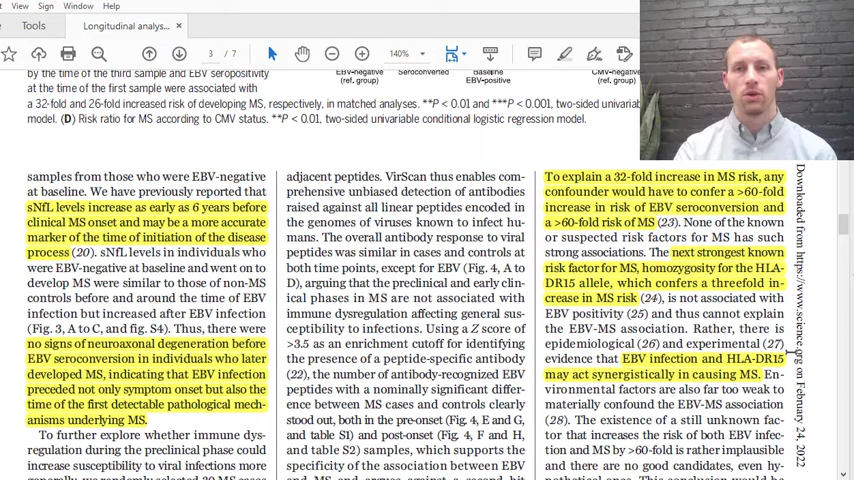 View Sign Window Help
Tools
Longitudinal analys... ×
3 / 7
140%
by the time of the third sample and EBV seropositivity
at the time of the first sample were associated with
EBV-negative
(ref. group)
Seroconverted
Baseline
EBV-positive
CMV-negative
(ref. group)
a 32-fold and 26-fold increased risk of developing MS, respectively, in matched analyses. **P < 0.01 and ***P < 0.001, two-sided univariab
model. (D) Risk ratio for MS according to CMV status. *P < 0.01, two-sided univariable conditional logistic regression model.
samples from those who were EBV-negative
at baseline. We have previously reported that
sNfL levels increase as early as 6 years before
clinical MS onset and may be a more accurate
marker of the time of initiation of the disease
process (20). sNfL levels in individuals who
were EBV-negative at baseline and went on to
develop MS were similar to those of non-MS
controls before and around the time of EBV
infection but increased after EBV infection
(Fig. 3, A to C, and fig. S4). Thus, there were
no signs of neuroaxonal degeneration before
EBV seroconversion in individuals who later
developed MS, indicating that EBV infection
preceded not only symptom onset but also the
time of the first detectable pathological mech-
anisms underlying MS.
To further explore whether immune dys-
regulation during the preclinical phase could
increase susceptibility to viral infections more
adjacent peptides. VirScan thus enables com-
prehensive unbiased detection of antibodies
raised against all linear peptides encoded in
the genomes of viruses known to infect hu-
mans. The overall antibody response to viral
peptides was similar in cases and controls at
both time points, except for EBV (Fig. 4, A to
D), arguing that the preclinical and early clin-
ical phases in MS are not associated with
immune dysregulation affecting general sus-
ceptibility to infections. Using a Z score of
>3.5 as an enrichment cutoff for identifying
the presence of a peptide-specific antibody
(22), the number of antibody-recognized EBV
peptides with a nominally significant differ-
ence between MS cases and controls clearly
stood out, both in the pre-onset (Fig. 4, E and G,
and table S1) and post-onset (Fig. 4, F and H,
and table S2) samples, which supports the
specificity of the association between EBV
and MS and argues against a second hit
To explain a 32-fold increase in MS risk, any
confounder would have to confer a >60-fold
increase in risk of EBV seroconversion and
a >60-fold risk of MS (23). None of the known
or suspected risk factors for MS has such
strong associations. The next strongest known
risk factor for MS, homozygosity for the HLA-
DR15 allele, which confers a threefold in-
crease in MS risk (24), is not associated with
EBV positivity (25) and thus cannot explain
the EBV-MS association. Rather, there is
epidemiological (26) and experimental (27)
evidence that EBV infection and HLA-DR15
may act synergistically in causing MS. En-
vironmental factors are also far too weak to
materially confound the EBV-MS association
(28). The existence of a still unknown fac-
tor that increases the risk of both EBV infec-
tion and MS by >60-fold is rather implausible
and there are no good candidates, even hy-
Downloaded from https://www.science.org on February 24, 2022